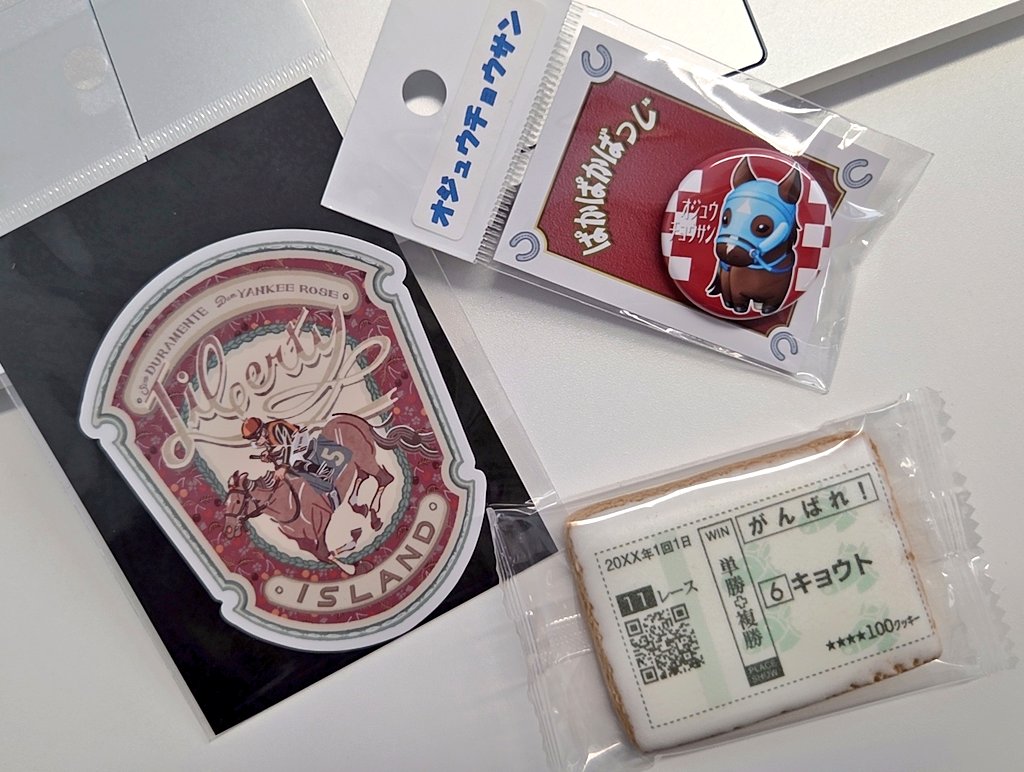 Sire DURAMENTE Dam YANKEE ROSE
Liberty
5
ISLAND
オジュウチョウサン
ぱかぱかばっじ
オジュウ
チョウサン
20XX年1回1日
11レース
WIN
単勝✚複勝
PLACE
SHOW
がんばれ!
6 キョウト
★★★★100クッキー